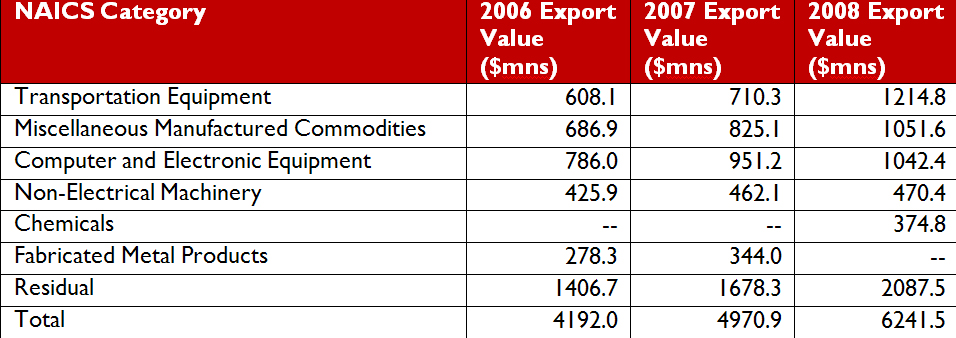 NAICS Category 2006 Export Value ($mns) 2007 Export Value ($mns) 2008 Export Value ($mns)
Transportation Equipment 608.1 710.3 1214.8
Miscellaneous Manufactured Commodities 686.9 825.1 1051.6
Computer and Electronic Equipment 786.0 951.2 1042.4
Non-Electrical Machinery 425.9 462.1 470.4
Chemicals -- -- 374.8
Fabricated Metal Products 278.3 344.0 --
Residual 1406.7 1678.3 2087.5
Total 4192.0 4970.9 6241.5